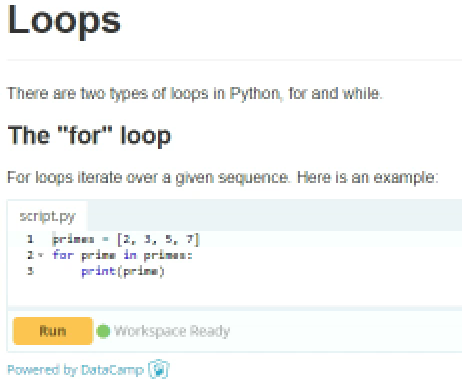 Loops
There are two types of loops in Python, for and while.
The "for" loop
For loops iterate over a given sequence. Here is an example:
script.py
1 primes = [2, 3, 5, 7]
2 for prime in primes:
3     print(prime)
Run Workspace Ready
Powered by DataCamp